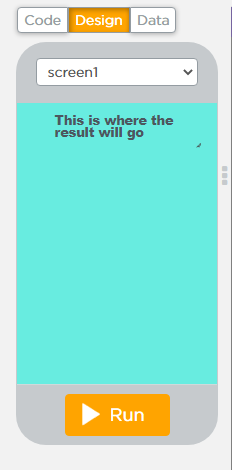 Code Design Data
screen1
This is where the
result will go
Run